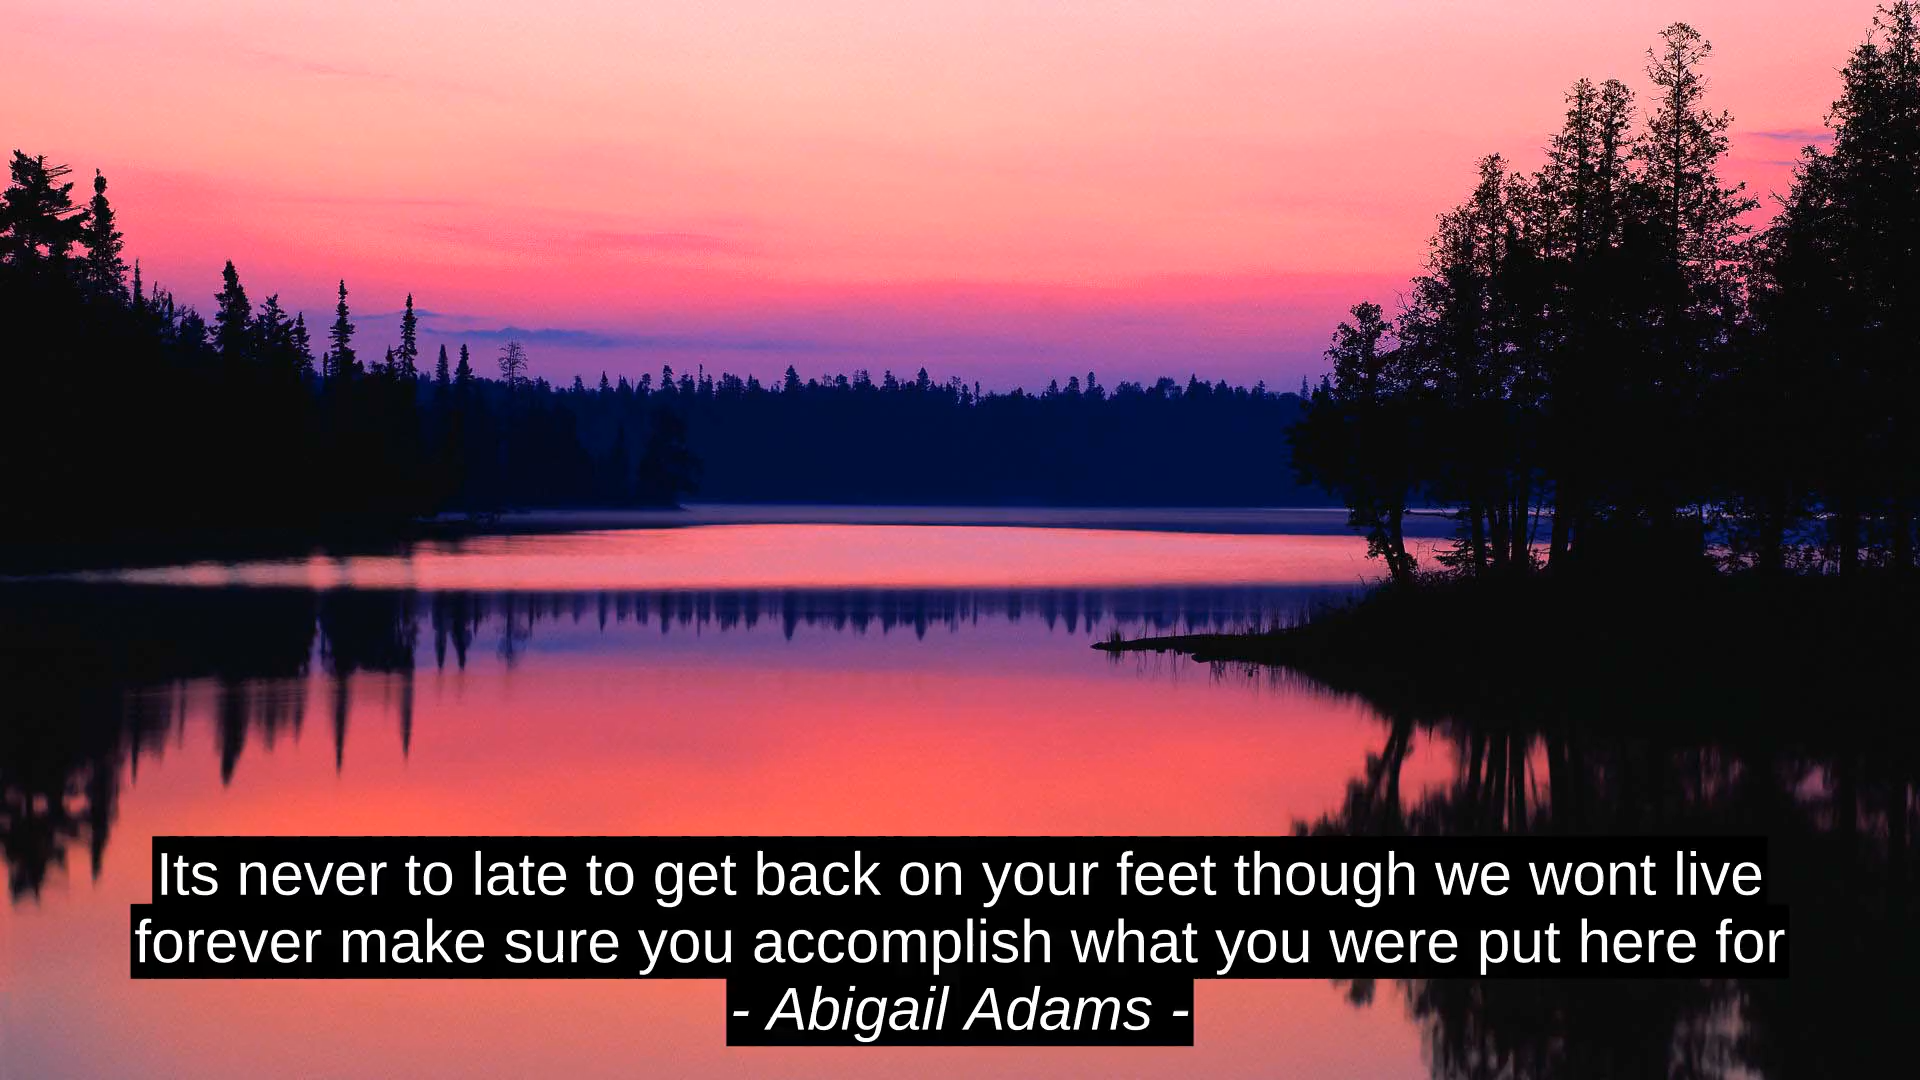 Its never to late to get back on your feet though we wont live
forever make sure you accomplish what you were put here for
- Abigail Adams -